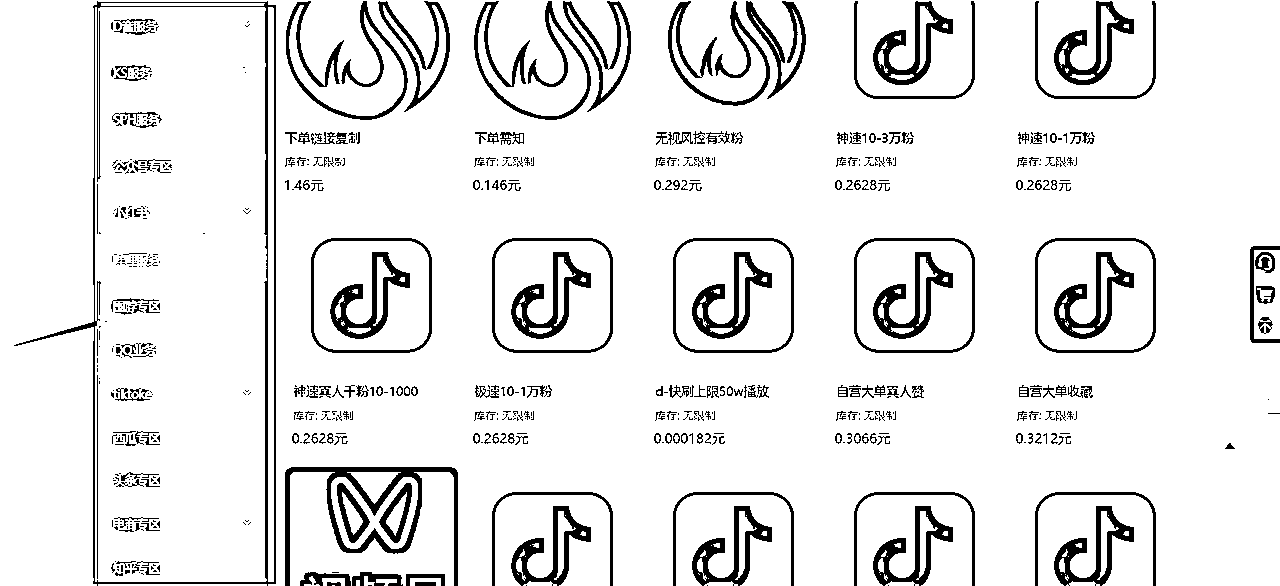 D音服务
KS服务
SPH服务
公众号专区
小红书
哔哩服务
QQ业务
tiktoke
西瓜专区
头条专区
电商专区
知乎专区
下单链接复制
库存: 无限制
1.46元
下单需知
库存: 无限制
0.146元
无视风控有效粉
库存: 无限制
0.292元
神速10-3万粉
库存: 无限制
0.2628元
神速10-1万粉
库存: 无限制
0.2628元
神速真人千粉10-1000
库存: 无限制
0.2628元
极速10-1万粉
库存: 无限制
0.2628元
d-快刷上限50w播放
库存: 无限制
0.000182元
自营大单真人赞
库存: 无限制
0.3066元
自营大单收藏
库存: 无限制
0.3212元